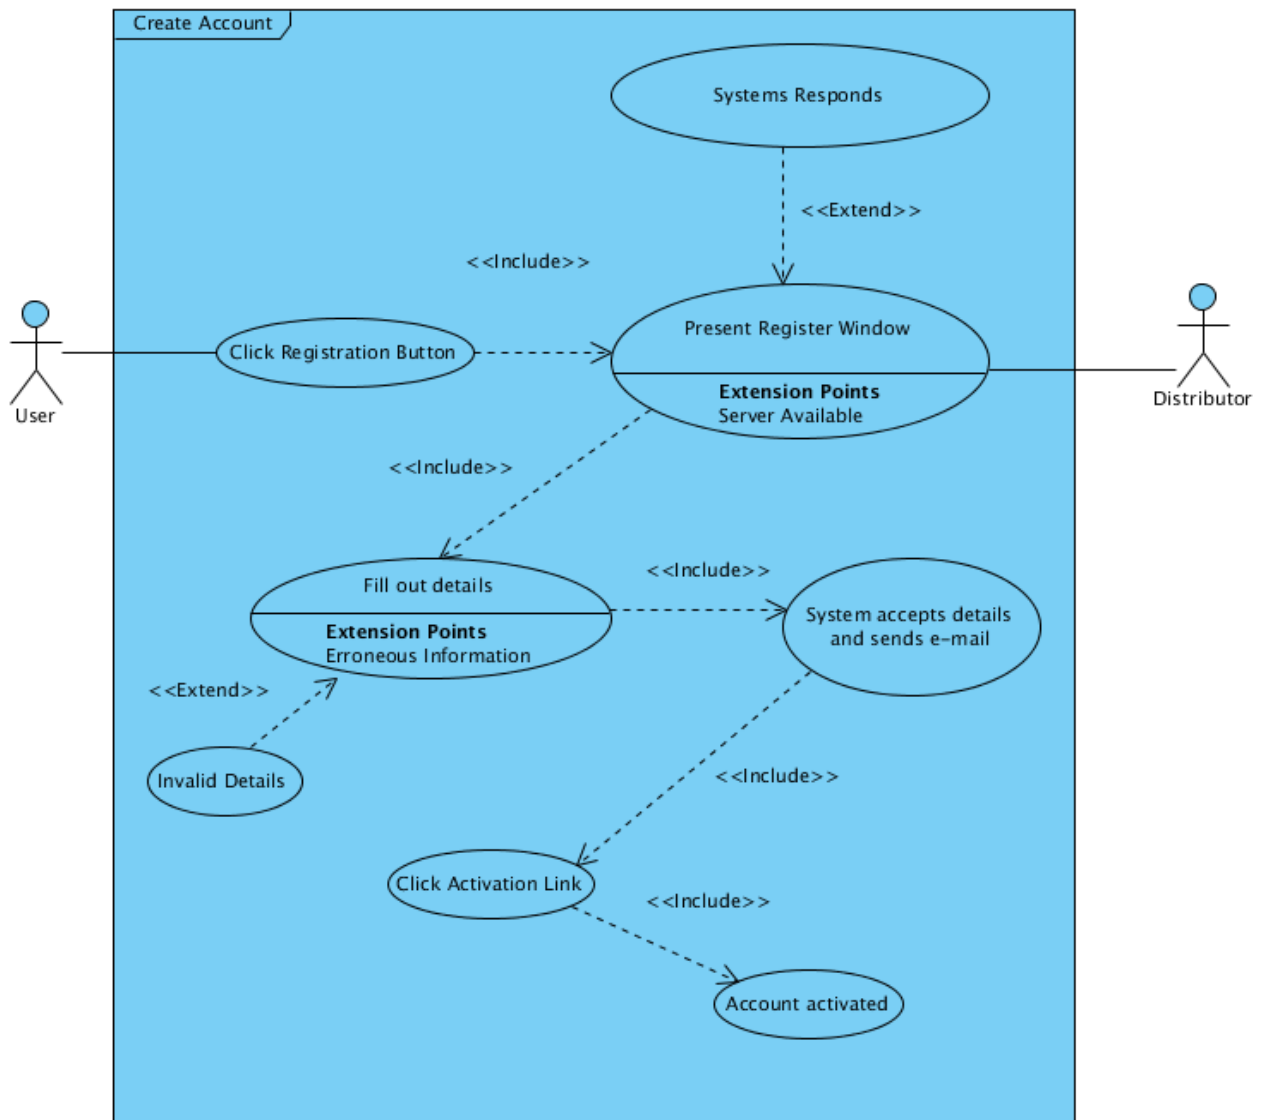 Create Account
Systems Responds
<<Extend>>
<<Include>>
Present Register Window
Click Registration Button
Extension Points
Server Available
User
Distributor
<<Include>>
Fill out details
<<Include>>
System accepts details
and sends e-mail
Extension Points
Erroneous Information
<<Extend>>
Invalid Details
<<Include>>
Click Activation Link
<<Include>>
Account activated